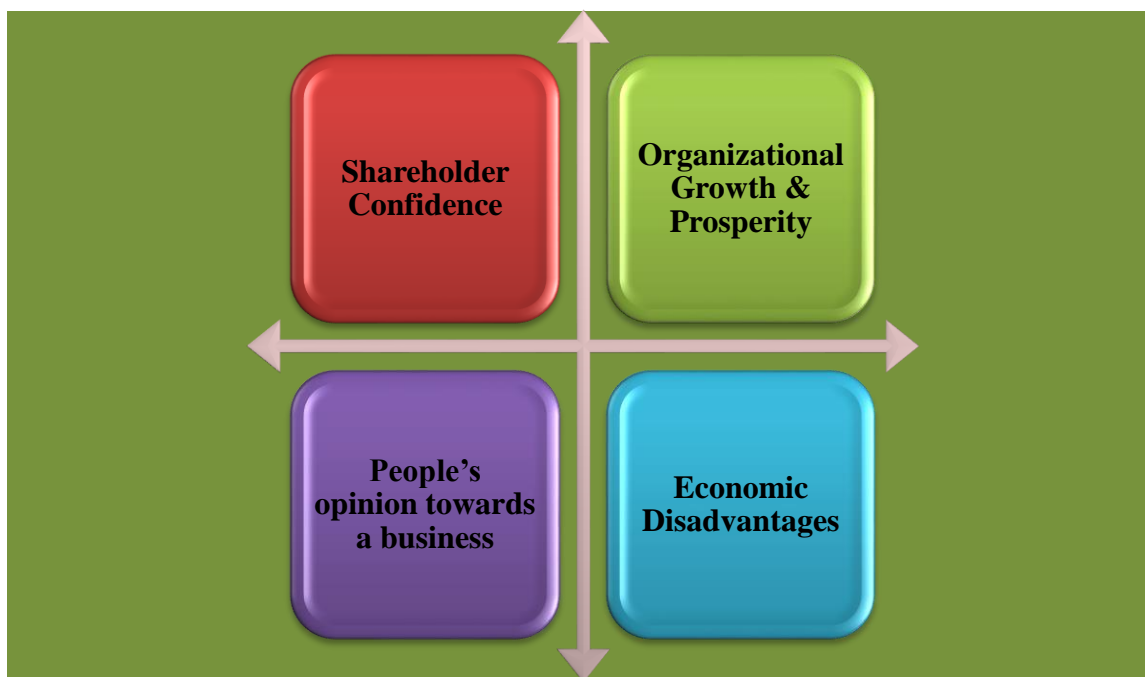 Shareholder
Confidence
Organizational
Growth &
Prosperity
People’s
opinion towards
a business
Economic
Disadvantages